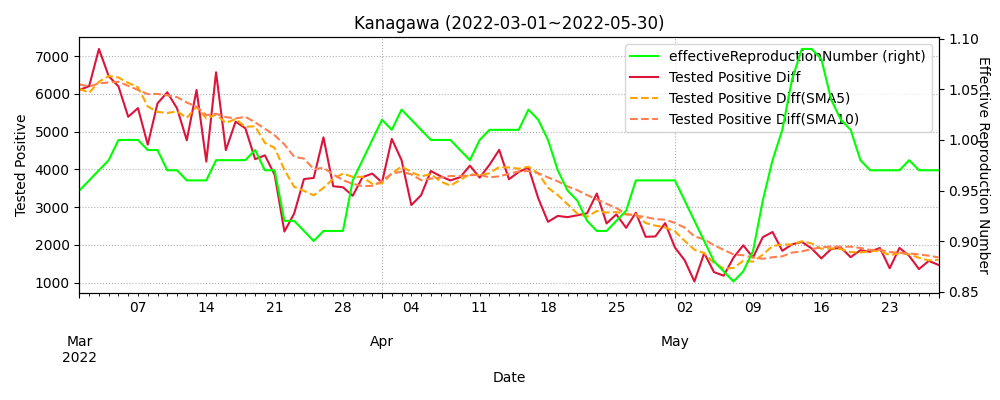 Kanagawa (2022-03-01~2022-05-30)
effectiveReproductionNumber (right)
Tested Positive Diff
Tested Positive Diff(SMA5)
Tested Positive Diff(SMA10)
Tested Positive
7000
6000
5000
4000
3000
2000
1000
1.10
1.05
1.00
0.95
0.90
0.85
Effective Reproduction Number
07 14 21 28 04 11 18 25 02 09 16 23
Mar Apr May
2022
Date